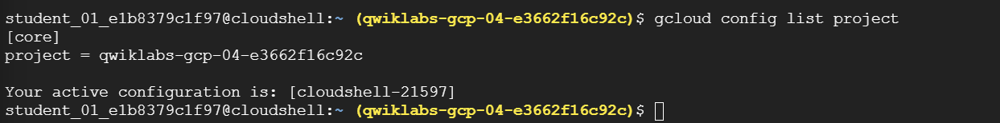 student_01_e1b8379c1f97@cloudshell:~ (qwiklabs-gcp-04-e3662f16c92c)$ gcloud config list project
[core]
project = qwiklabs-gcp-04-e3662f16c92c
Your active configuration is: [cloudshell-21597]
student_01_e1b8379c1f97@cloudshell:~ (qwiklabs-gcp-04-e3662f16c92c)$